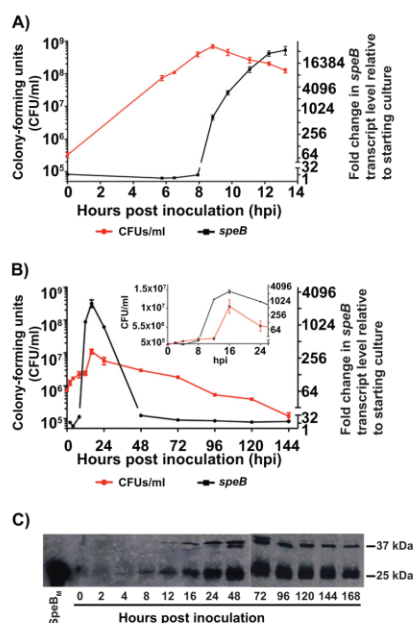 A)
Colony-forming units
(CFU/ml)
10⁹
10⁸
10⁷
10⁶
10⁵
16384
4096
1024
256
64
32
1
Fold change in speB
transcript level relative
to starting culture
0 2 4 6 8 10 12 14
Hours post inoculation (hpi)
CFUs/ml speB
B)
Colony-forming units
(CFU/ml)
10⁹
10⁸
10⁷
10⁶
10⁵
CFU/ml
1.5x10⁷
1x10⁷
5.5x10⁶
5x10⁵
4096
1024
256
64
0 8 16 24
hpi
4096
1024
256
64
32
1
Fold change in speB
transcript level relative
to starting culture
0 24 48 72 96 120 144
Hours post inoculation (hpi)
CFUs/ml speB
C)
37 kDa
25 kDa
SpeBM 0 2 4 8 12 16 24 48 72 96 120 144 168
Hours post inoculation